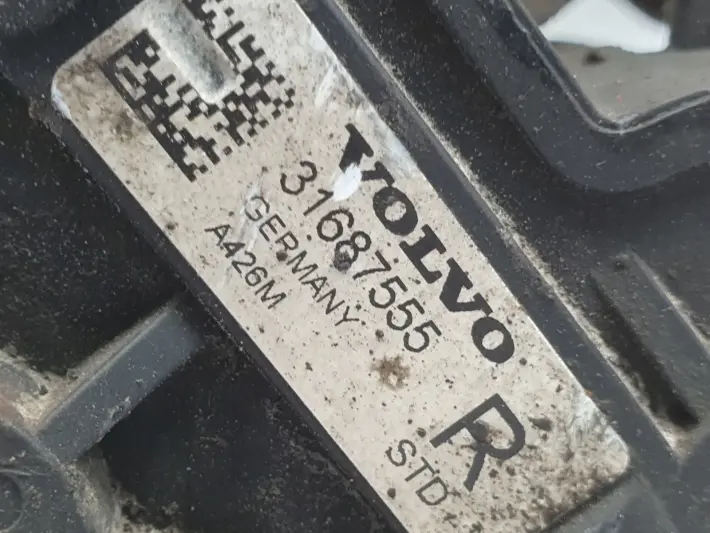 VOLVO
31687555
GERMANY
A426M
R
STD